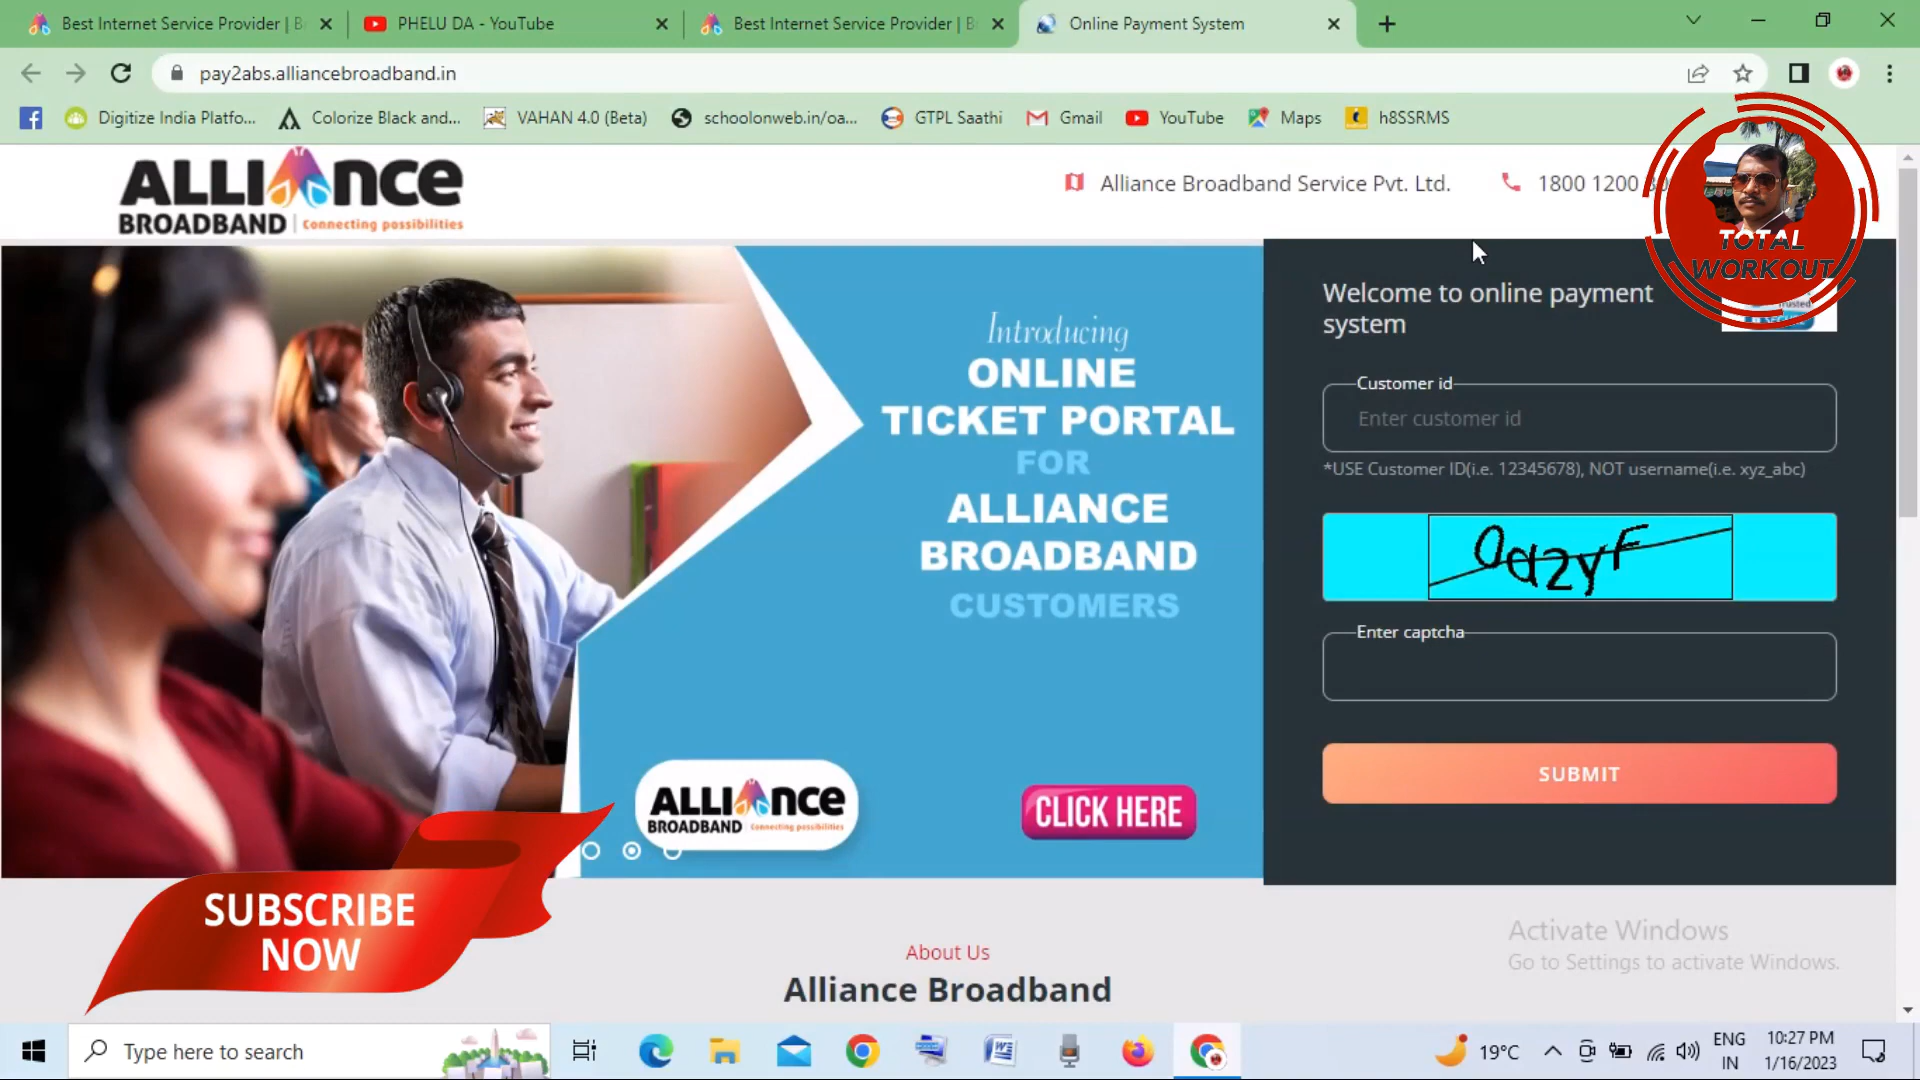 Best Internet Service Provider | B
PHELU DA - YouTube
Best Internet Service Provider | B
Online Payment System
pay2abs.alliancebroadband.in
Digitize India Platfo...
Colorize Black and...
VAHAN 4.0 (Beta)
schoolonweb.in/oa...
GTPL Saathi
Gmail
YouTube
Maps
h8SSRMS
ALLIANCE
BROADBAND | Connecting possibilities
Alliance Broadband Service Pvt. Ltd.
1800 1200
TOTAL
WORKOUT
Introducing
ONLINE
TICKET PORTAL
FOR
ALLIANCE
BROADBAND
CUSTOMERS
ALLIANCE
BROADBAND | Connecting possibilities
CLICK HERE
Welcome to online payment
system
Trusted
Customer id
Enter customer id
*USE Customer ID(i.e. 12345678), NOT username(i.e. xyz_abc)
Enter captcha
SUBMIT
SUBSCRIBE
NOW
About Us
Alliance Broadband
Activate Windows
Go to Settings to activate Windows.
Type here to search
19°C
ENG
IN
10:27 PM
1/16/2023